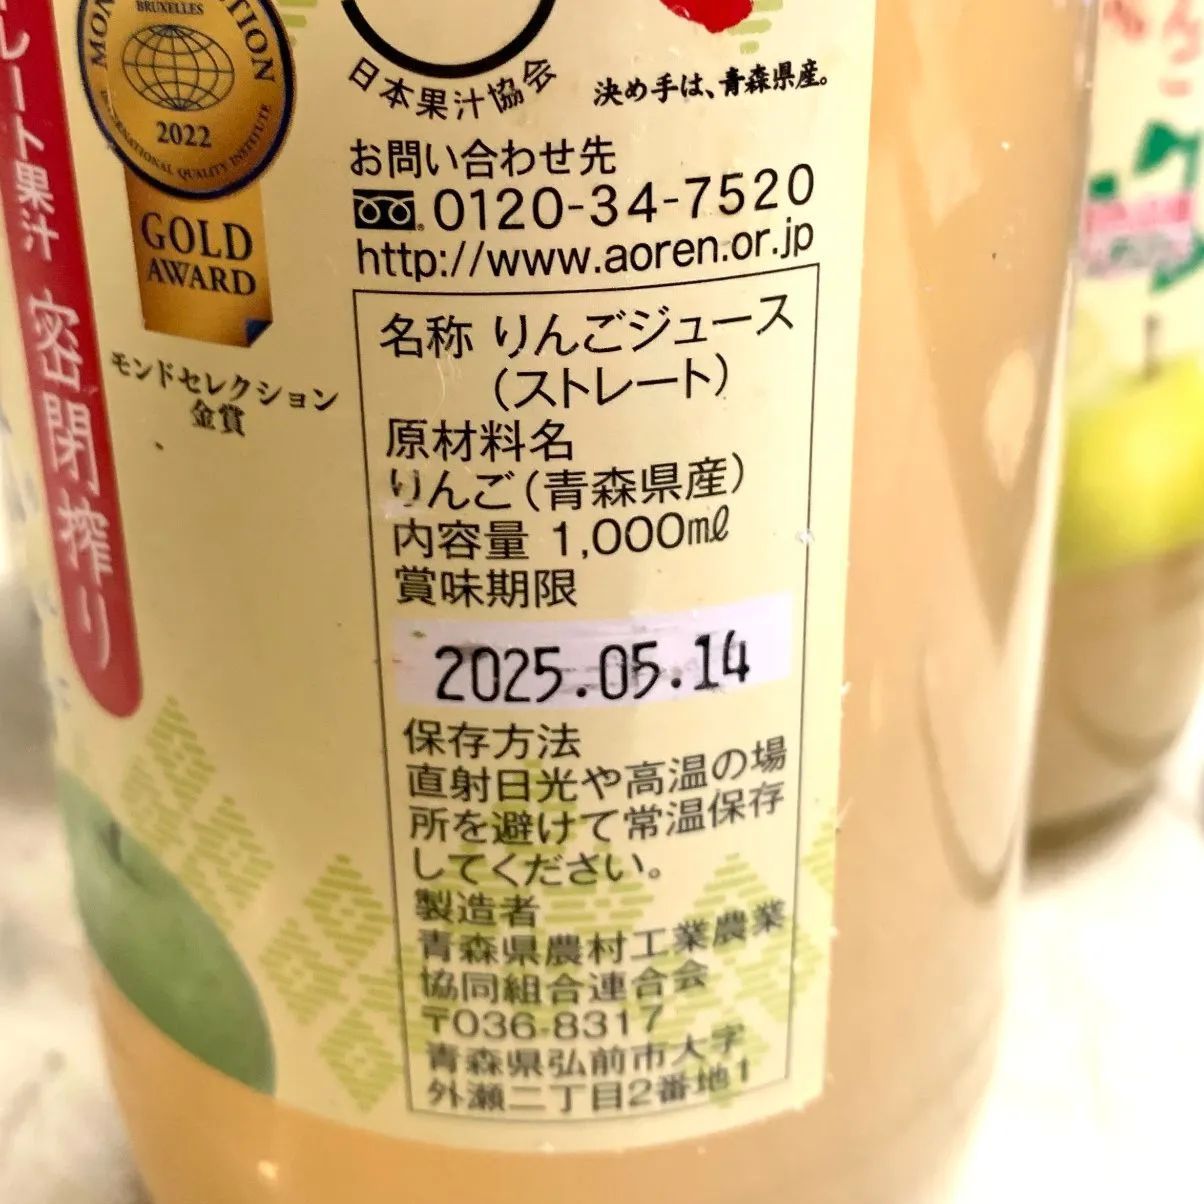 レート果汁 密閉搾り
BRUXELLES
2022
INTERNATIONAL QUALITY INSTITUTE
GOLD
AWARD
モンドセレクション
金賞
日本果汁協会
決め手は、青森県産。
お問い合わせ先
0120-34-7520
http://www.aoren.or.jp
名称 りんごジュース
(ストレート)
原材料名
りんご(青森県産)
内容量 1,000㎖
賞味期限
2025.05.14
保存方法
直射日光や高温の場
所を避けて常温保存
してください。
製造者
青森県農村工業農業
協同組合連合会
〒036-8317
青森県弘前市大字
外瀬二丁目2番地1